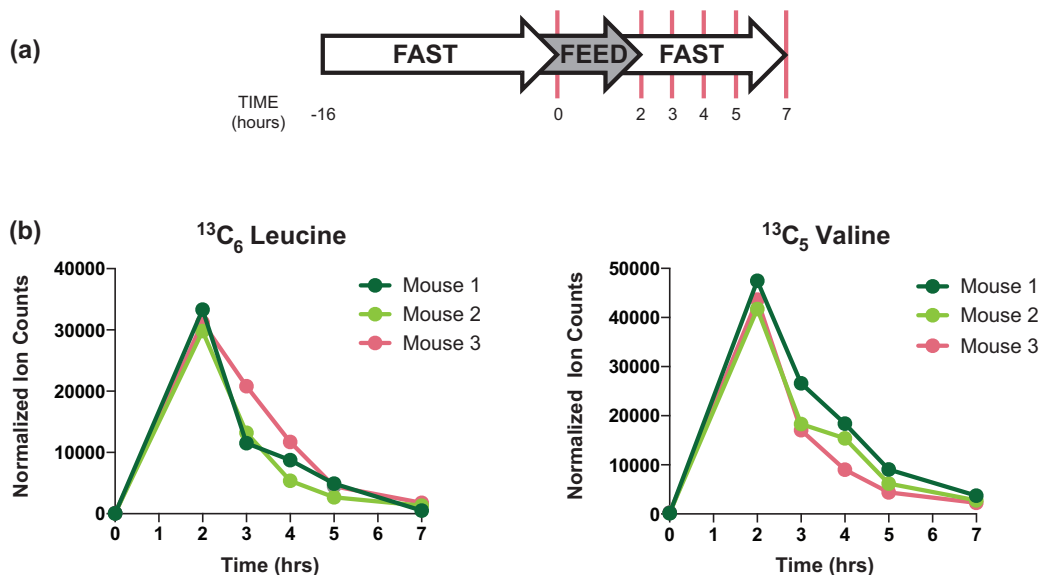 (a)
FAST FEED FAST
TIME
(hours)
-16 0 2 3 4 5 7
(b)
¹³C₆ Leucine
Normalized Ion Counts
40000
30000
20000
10000
0
0 1 2 3 4 5 6 7
Time (hrs)
Mouse 1
Mouse 2
Mouse 3
¹³C₅ Valine
Normalized Ion Counts
50000
40000
30000
20000
10000
0
0 1 2 3 4 5 6 7
Time (hrs)
Mouse 1
Mouse 2
Mouse 3